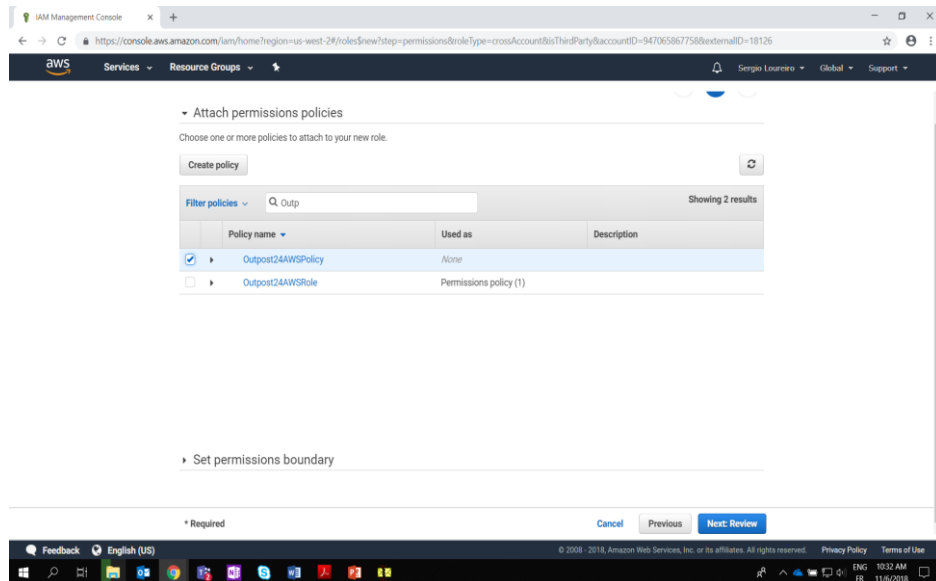 IAM Management Console
https://console.aws.amazon.com/iam/home?region=us-west-2#/roles$new?step=permissions&roleType=crossAccount&isThirdParty&accountID=947065867758&externalID=18126
aws Services Resource Groups Sergio Loureiro Global Support
Attach permissions policies
Choose one or more policies to attach to your new role.
Create policy
Filter policies Outp Showing 2 results
Policy name Used as Description
Outpost24AWSPolicy None
Outpost24AWSRole Permissions policy (1)
Set permissions boundary
* Required Cancel Previous Next: Review
Feedback English (US) © 2008 - 2018, Amazon Web Services, Inc. or its affiliates. All rights reserved. Privacy Policy Terms of Use
ENG 10:32 AM
FR 11/6/2018